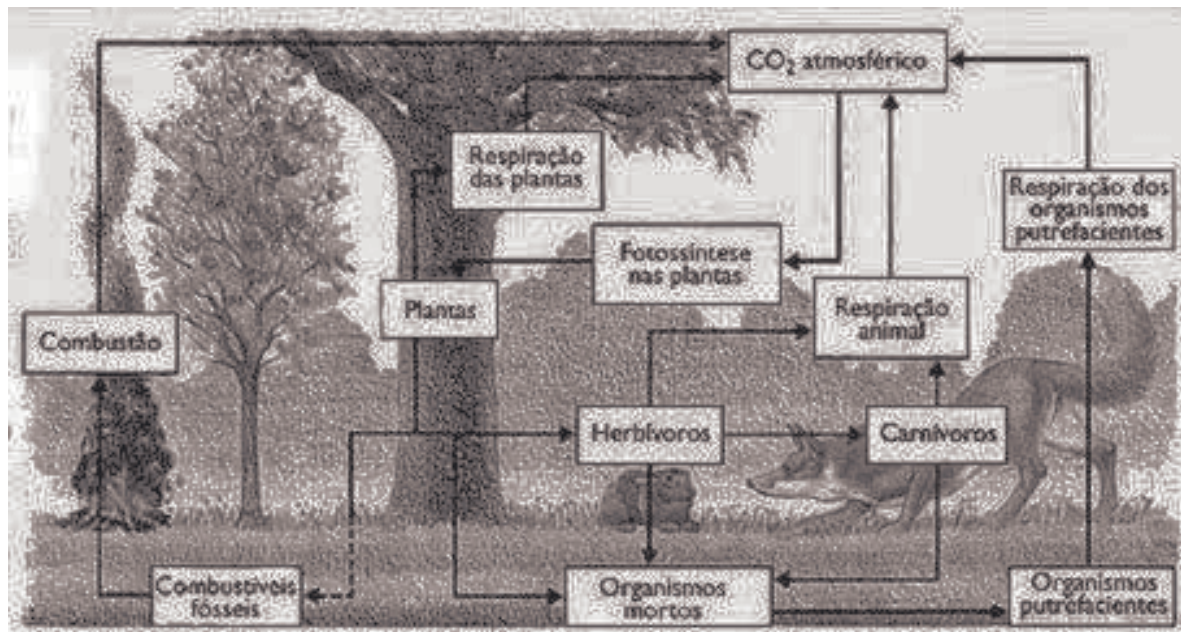 CO₂ atmosférico
Respiração
das plantas
Respiração dos
organismos
putrefacientes
Fotossíntese
nas plantas
Plantas
Respiração
animal
Combustão
Herbívoros
Carnívoros
Combustíveis
fósseis
Organismos
mortos
Organismos
putrefacientes